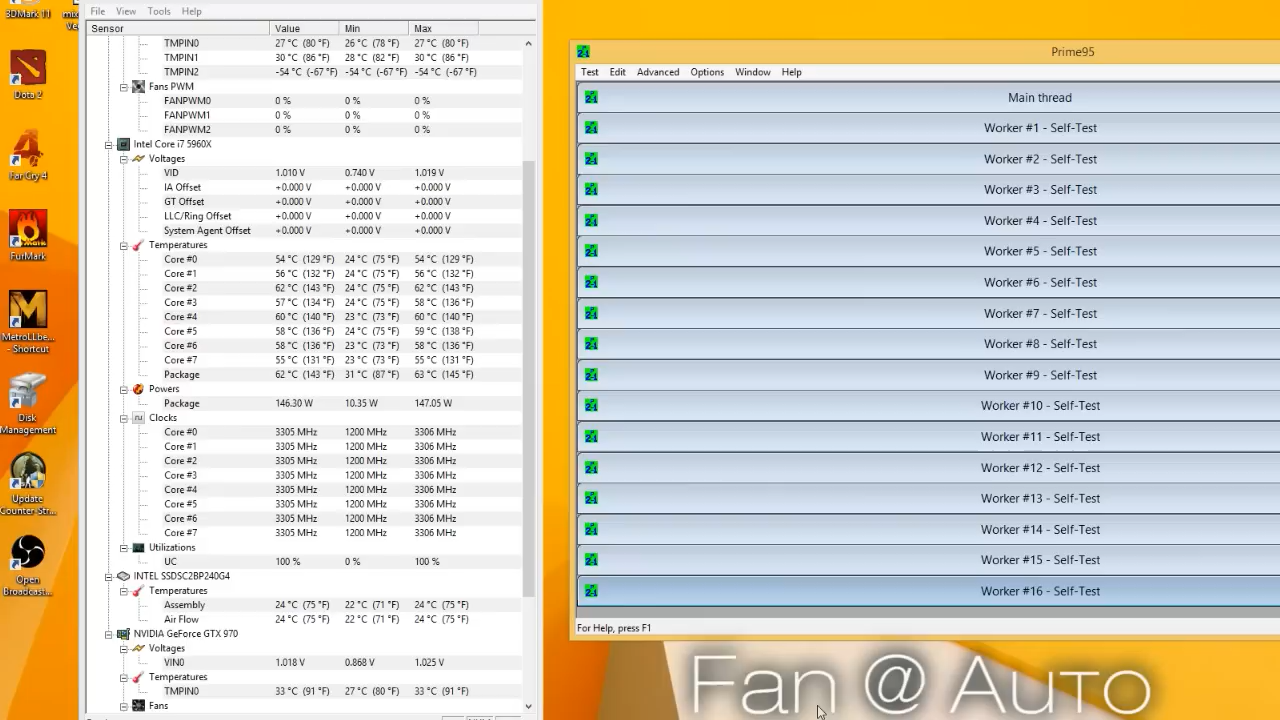 3DMark 11
mix
Ve
Dota 2
Far Cry 4
FurMark
MetroLLbe...
- Shortcut
Disk
Management
Update
Counter-Str...
Open
Broadcast...
File View Tools Help
Sensor Value Min Max
TMPIN0 27 °C (80 °F) 26 °C (78 °F) 27 °C (80 °F)
TMPIN1 30 °C (86 °F) 28 °C (82 °F) 30 °C (86 °F)
TMPIN2 -54 °C (-67 °F) -54 °C (-67 °F) -54 °C (-67 °F)
Fans PWM
FANPWM0 0 % 0 % 0 %
FANPWM1 0 % 0 % 0 %
FANPWM2 0 % 0 % 0 %
Intel Core i7 5960X
Voltages
VID 0.740 V
IA Offset +0.000 V +0.000 V +0.000 V
GT Offset +0.000 V +0.000 V +0.000 V
LLC/Ring Offset +0.000 V +0.000 V +0.000 V
System Agent Offset +0.000 V +0.000 V +0.000 V
Temperatures
Core #0 54 °C (129 °F) 24 °C (75 °F) 54 °C (129 °F)
Core #1 56 °C (132 °F) 24 °C (75 °F) 56 °C (132 °F)
Core #2 62 °C (143 °F) 24 °C (75 °F) 62 °C (143 °F)
Core #3 57 °C (134 °F) 24 °C (75 °F) 58 °C (136 °F)
Core #4 60 °C (140 °F) 23 °C (73 °F) 60 °C (140 °F)
Core #5 58 °C (136 °F) 24 °C (75 °F) 59 °C (138 °F)
Core #6 58 °C (136 °F) 23 °C (73 °F) 58 °C (136 °F)
Core #7 55 °C (131 °F) 23 °C (73 °F) 55 °C (131 °F)
Package 62 °C (143 °F) 31 °C (87 °F) 63 °C (145 °F)
Powers
Package 146.30 W 10.35 W 147.05 W
Clocks
Core #0 3305 MHz 1200 MHz 3306 MHz
Core #1 3305 MHz 1200 MHz 3306 MHz
Core #2 3305 MHz 1200 MHz 3306 MHz
Core #3 3305 MHz 1200 MHz 3306 MHz
Core #4 3305 MHz 1200 MHz 3306 MHz
Core #5 3305 MHz 1200 MHz 3306 MHz
Core #6 3305 MHz 1200 MHz 3306 MHz
Core #7 3305 MHz 1200 MHz 3306 MHz
Utilizations
UC 100 % 0 % 100 %
INTEL SSDSC2BP240G4
Temperatures
Assembly 24 °C (75 °F) 22 °C (71 °F) 24 °C (75 °F)
Air Flow 24 °C (75 °F) 22 °C (71 °F) 24 °C (75 °F)
NVIDIA GeForce GTX 970
Voltages
VIN0 1.018 V 0.868 V 1.025 V
Temperatures
TMPIN0 33 °C (91 °F) 27 °C (80 °F) 33 °C (91 °F)
Fans
Prime95
Test Edit Advanced Options Window Help
Main thread
Worker #1 - Self-Test
Worker #2 - Self-Test
Worker #3 - Self-Test
Worker #4 - Self-Test
Worker #5 - Self-Test
Worker #6 - Self-Test
Worker #7 - Self-Test
Worker #8 - Self-Test
Worker #9 - Self-Test
Worker #10 - Self-Test
Worker #11 - Self-Test
Worker #12 - Self-Test
Worker #13 - Self-Test
Worker #14 - Self-Test
Worker #15 - Self-Test
Worker #16 - Self-Test
For Help, press F1
Fan @ Auto